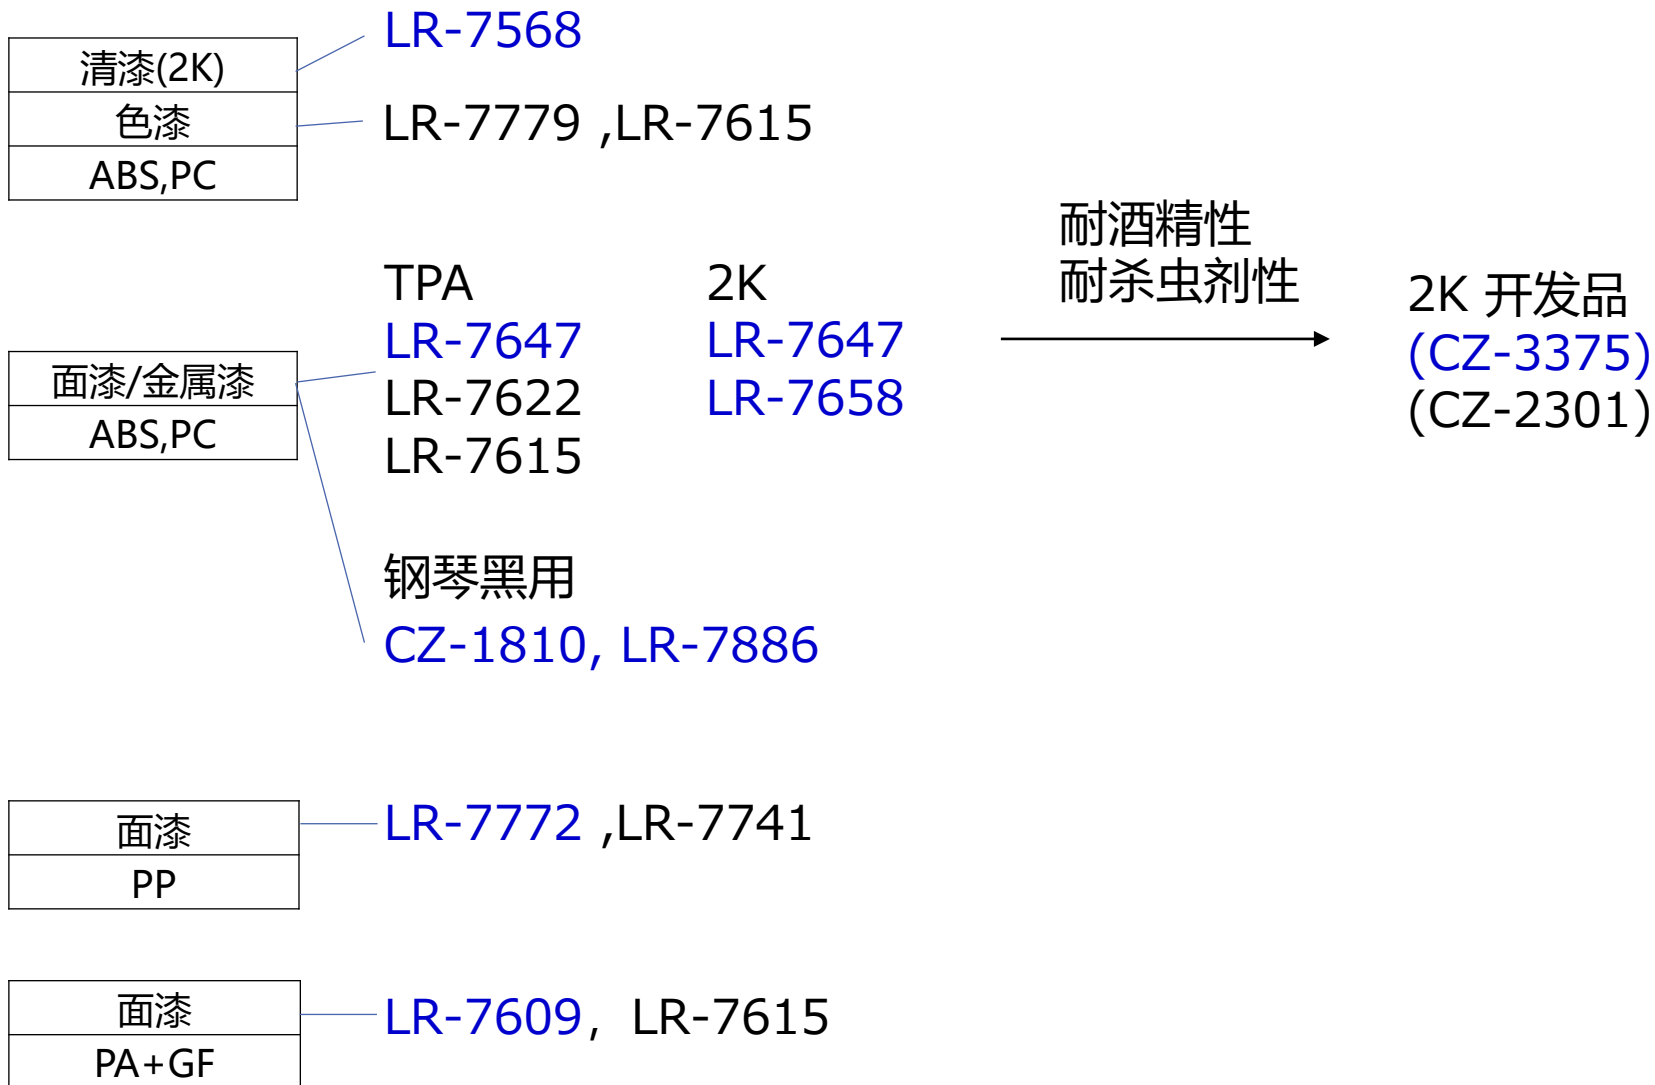 LR-7568
清漆(2K)
色漆
LR-7779 ,LR-7615
ABS,PC
耐酒精性
耐杀虫剂性
TPA
2K
2K 开发品
LR-7647
LR-7647
(CZ-3375)
面漆/金属漆
LR-7622
LR-7658
(CZ-2301)
ABS,PC
LR-7615
钢琴黑用
CZ-1810, LR-7886
面漆
LR-7772 ,LR-7741
PP
面漆
LR-7609, LR-7615
PA+GF